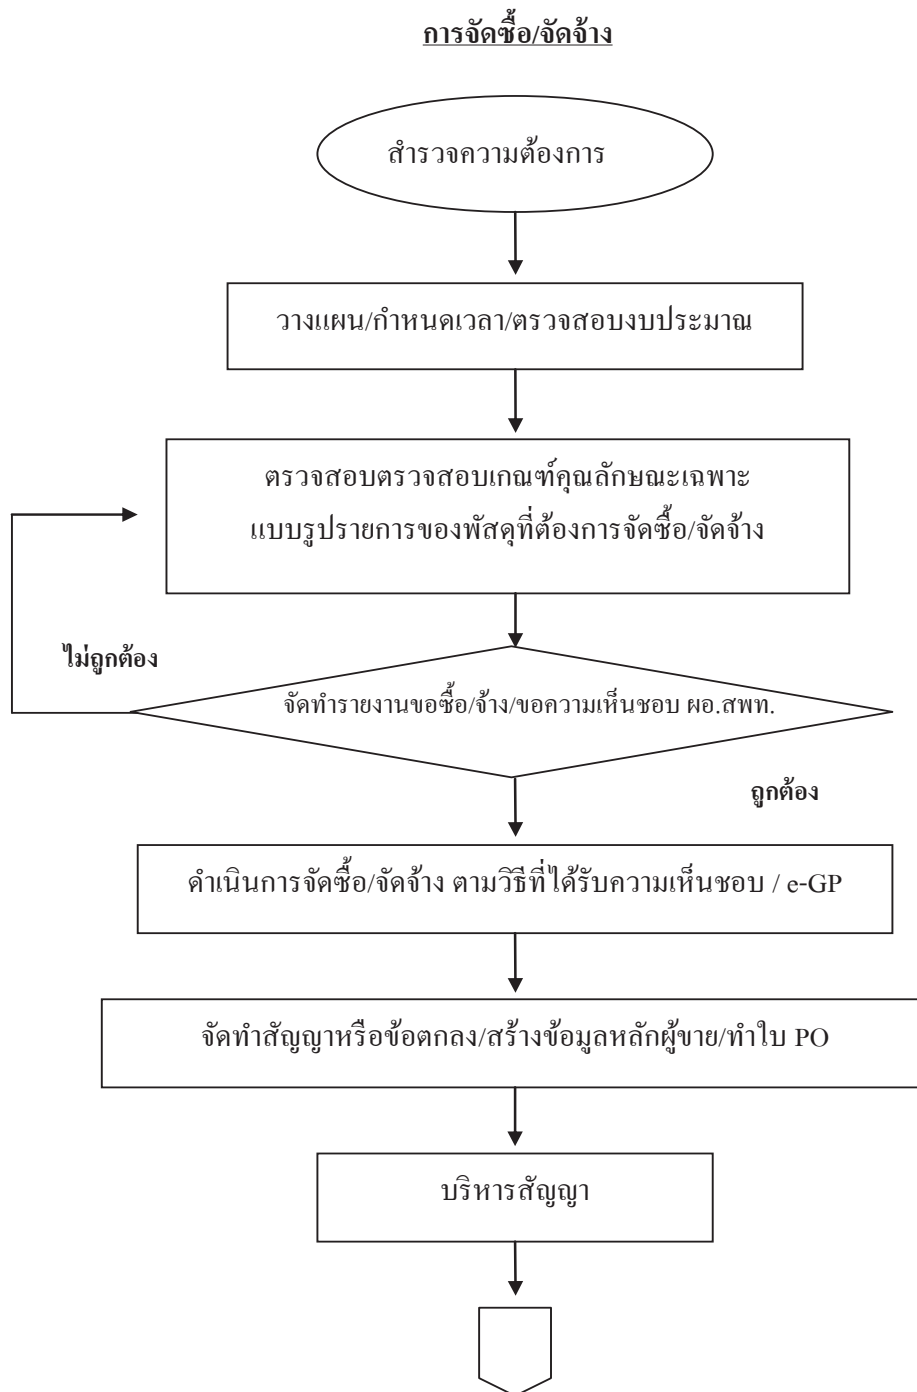 การจัดซื้อ/จัดจ้าง
สำรวจความต้องการ
วางแผน/กำหนดเวลา/ตรวจสอบงบประมาณ
ตรวจสอบตรวจสอบเกณฑ์คุณลักษณะเฉพาะ
แบบรูปรายการของพัสดุที่ต้องการจัดซื้อ/จัดจ้าง
ไม่ถูกต้อง
จัดทำรายงานขอซื้อ/จ้าง/ขอความเห็นชอบ ผอ.สพท.
ถูกต้อง
ดำเนินการจัดซื้อ/จัดจ้าง ตามวิธีที่ได้รับความเห็นชอบ / e-GP
จัดทำสัญญาหรือข้อตกลง/สร้างข้อมูลหลักผู้ขาย/ทำใบ PO
บริหารสัญญา